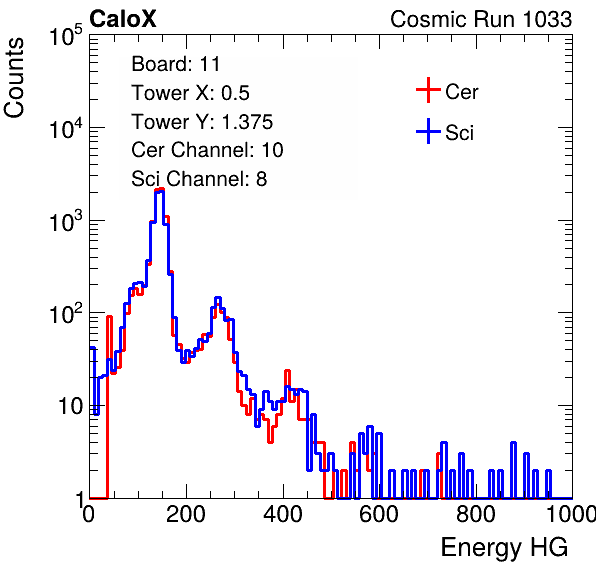 CaloX Cosmic Run 1033
Counts
10^5
10^4
10^3
10^2
10
1
Board: 11
Tower X: 0.5
Tower Y: 1.375
Cer Channel: 10
Sci Channel: 8
Cer
Sci
0 200 400 600 800 1000
Energy HG